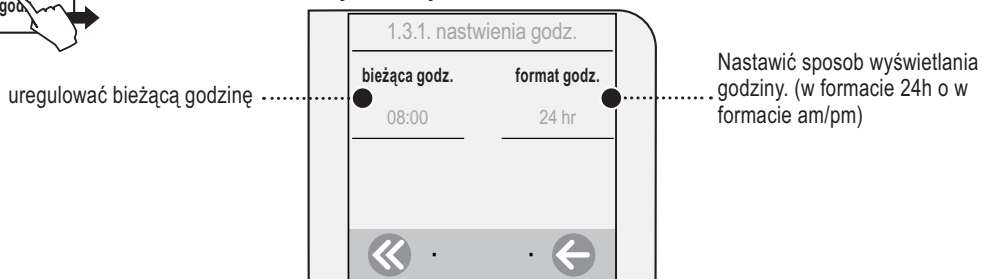 1.3.1. nastwienia godz.
bieżąca godz.
format godz.
uregulować bieżącą godzinę
08:00
24 hr
Nastawić sposob wyświetlania
godziny. (w formacie 24h o w
formacie am/pm)